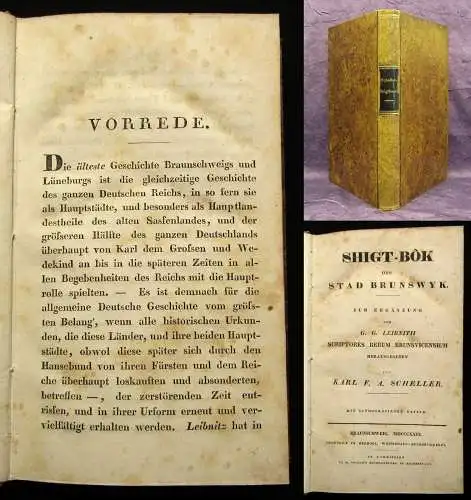 VORREDE.
Die älteste Geschichte Braunschweigs und
Lüneburgs ist die gleichzeitige Geschichte
des ganzen Deutschen Reichs, in so fern sie
als Hauptstädte, und besonders als Hauptlan-
destheile des alten Sassenlandes, und der
gröſseren Hälfte des ganzen Deutschlands
überhaupt von Karl dem Groſsen und We-
dekind an bis in die späteren Zeiten in al-
len Begebenheiten des Reichs mit die Haupt-
rolle spielten. — Es ist demnach für die
allgemeine Deutsche Geschichte vom gröſs-
ten Belang', wenn alle historischen Urkun-
den, die diese Länder, und ihre beiden Haupt-
städte, obwol diese später sich durch den
Hansebund von ihren Fürsten und dem Rei-
che überhaupt loskauften und absonderten,
betreffen —, der zerstörenden Zeit ent-
rissen, und in ihrer Urform erneut und ver-
vielfältigt erhalten werden. Leibnitz hat in
SHIGT-BÔK
DER
STAD BRUNSWYK.
ZUR ERGÄNZUNG
VON
G. G. LEIBNITH
SCRIPTORES RERUM BRUNSVICENSIUM
HERAUSGEGEBEN
VON
KARL F. A. SCHELLER.
BRAUNSCHWEIG,